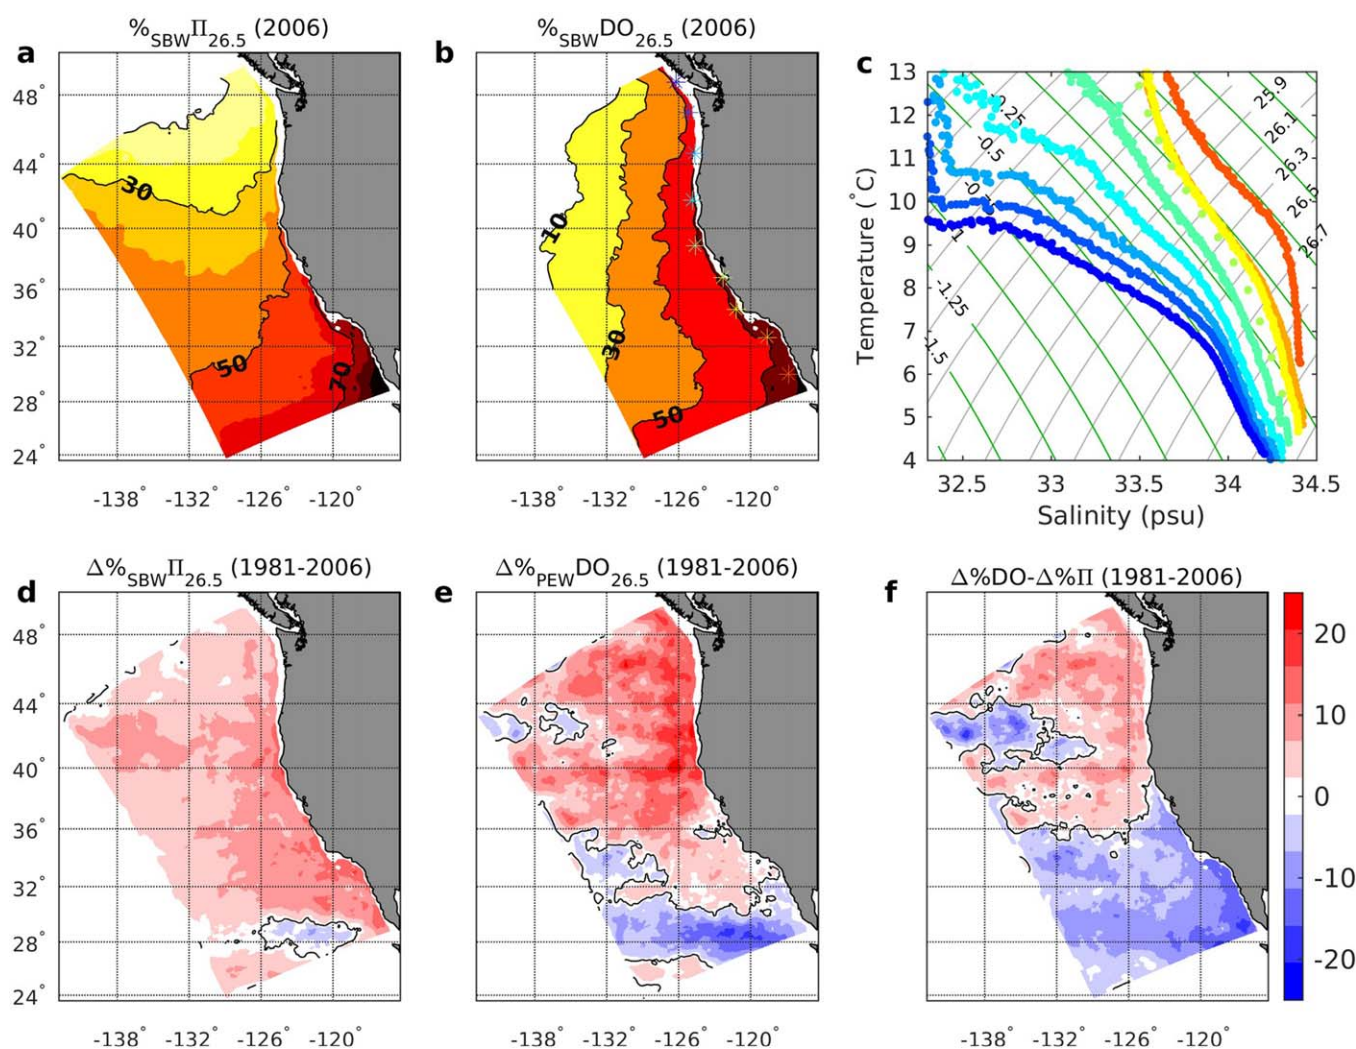 a
%SBWΠ26.5 (2006)
b
%SBWDO26.5 (2006)
c
48°
44°
40°
36°
32°
28°
24°
30
50
70
-138° -132° -126° -120°
10
30
50
-138° -132° -126° -120°
13
12
11
10
9
8
7
6
5
4
Temperature (°C)
-0.25
-0.5
-1
-1.25
-1.5
25.9
26.1
26.3
26.5
26.7
32.5 33 33.5 34 34.5
Salinity (psu)
d
Δ%SBWΠ26.5 (1981-2006)
e
Δ%PEWDO26.5 (1981-2006)
f
Δ%DO-Δ%Π (1981-2006)
48°
44°
40°
36°
32°
28°
24°
-138° -132° -126° -120°
-138° -132° -126° -120°
-138° -132° -126° -120°
20
10
0
-10
-20